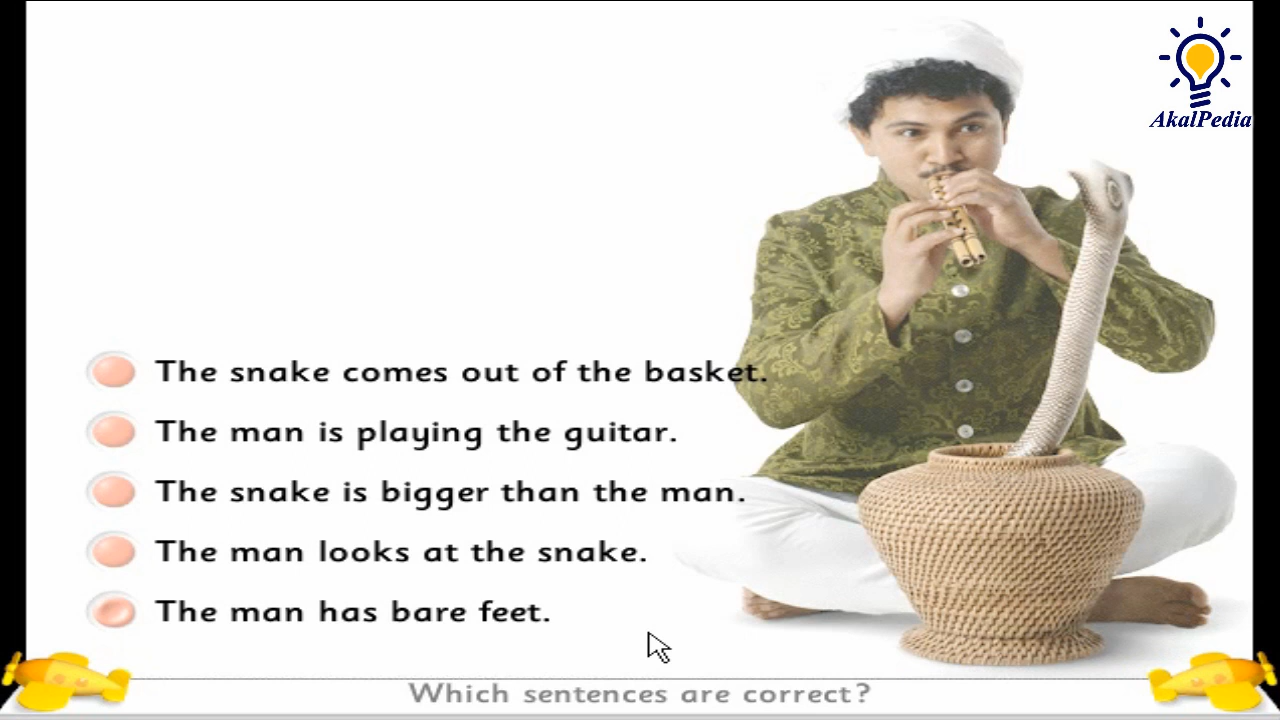 AkalPedia
The snake comes out of the basket.
The man is playing the guitar.
The snake is bigger than the man.
The man looks at the snake.
The man has bare feet.
Which sentences are correct?